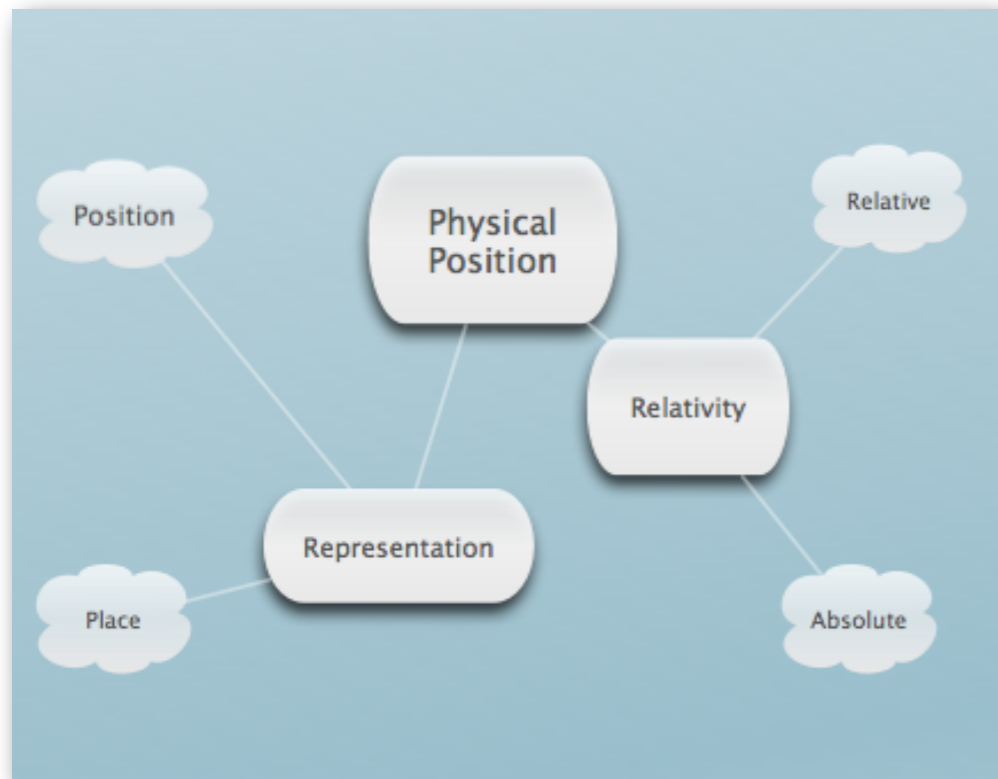 Position
Physical
Position
Relative
Relativity
Representation
Place
Absolute